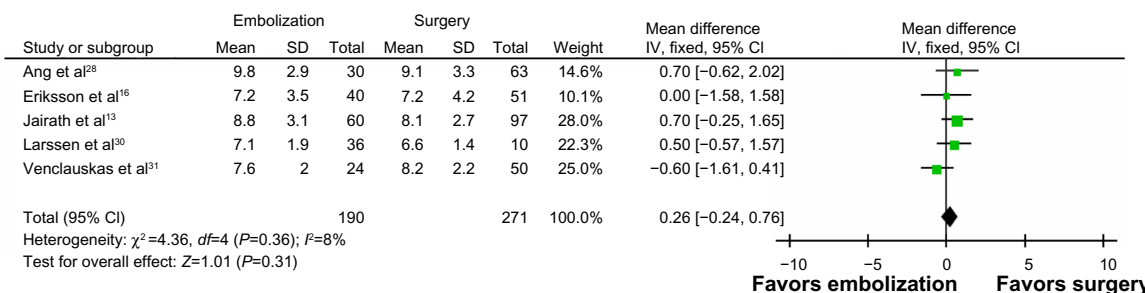 Embolization Surgery Mean difference Mean difference
Study or subgroup Mean SD Total Mean SD Total Weight IV, fixed, 95% CI IV, fixed, 95% CI
Ang et al²⁸ 9.8 2.9 30 9.1 3.3 63 14.6% 0.70 [−0.62, 2.02]
Eriksson et al¹⁶ 7.2 3.5 40 7.2 4.2 51 10.1% 0.00 [−1.58, 1.58]
Jairath et al¹³ 8.8 3.1 60 8.1 2.7 97 28.0% 0.70 [−0.25, 1.65]
Larssen et al³⁰ 7.1 1.9 36 6.6 1.4 10 22.3% 0.50 [−0.57, 1.57]
Venclauskas et al³¹ 7.6 2 24 8.2 2.2 50 25.0% −0.60 [−1.61, 0.41]
Total (95% CI) 190 271 100.0% 0.26 [−0.24, 0.76]
Heterogeneity: χ²=4.36, df=4 (P=0.36); I²=8%
Test for overall effect: Z=1.01 (P=0.31)
−10 −5 0 5 10
Favors embolization Favors surgery